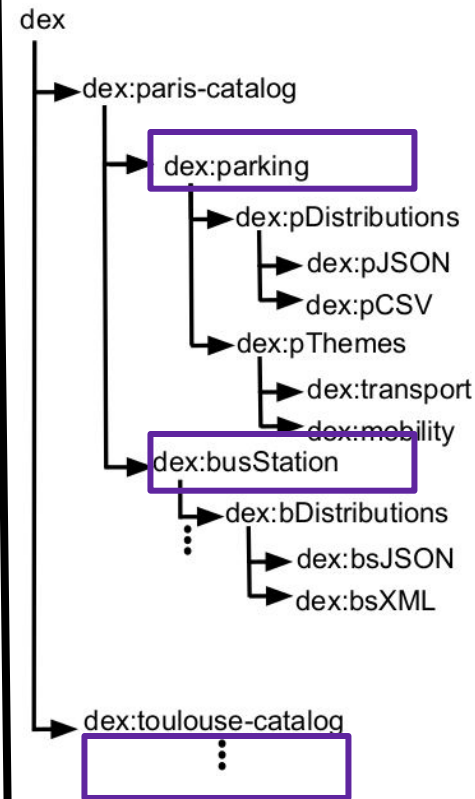 dex
dex:paris-catalog
dex:parking
dex:pDistributions
dex:pJSON
dex:pCSV
dex:pThemes
dex:transport
dex:mobility
dex:busStation
dex:bDistributions
dex:bsJSON
dex:bsXML
dex:toulouse-catalog